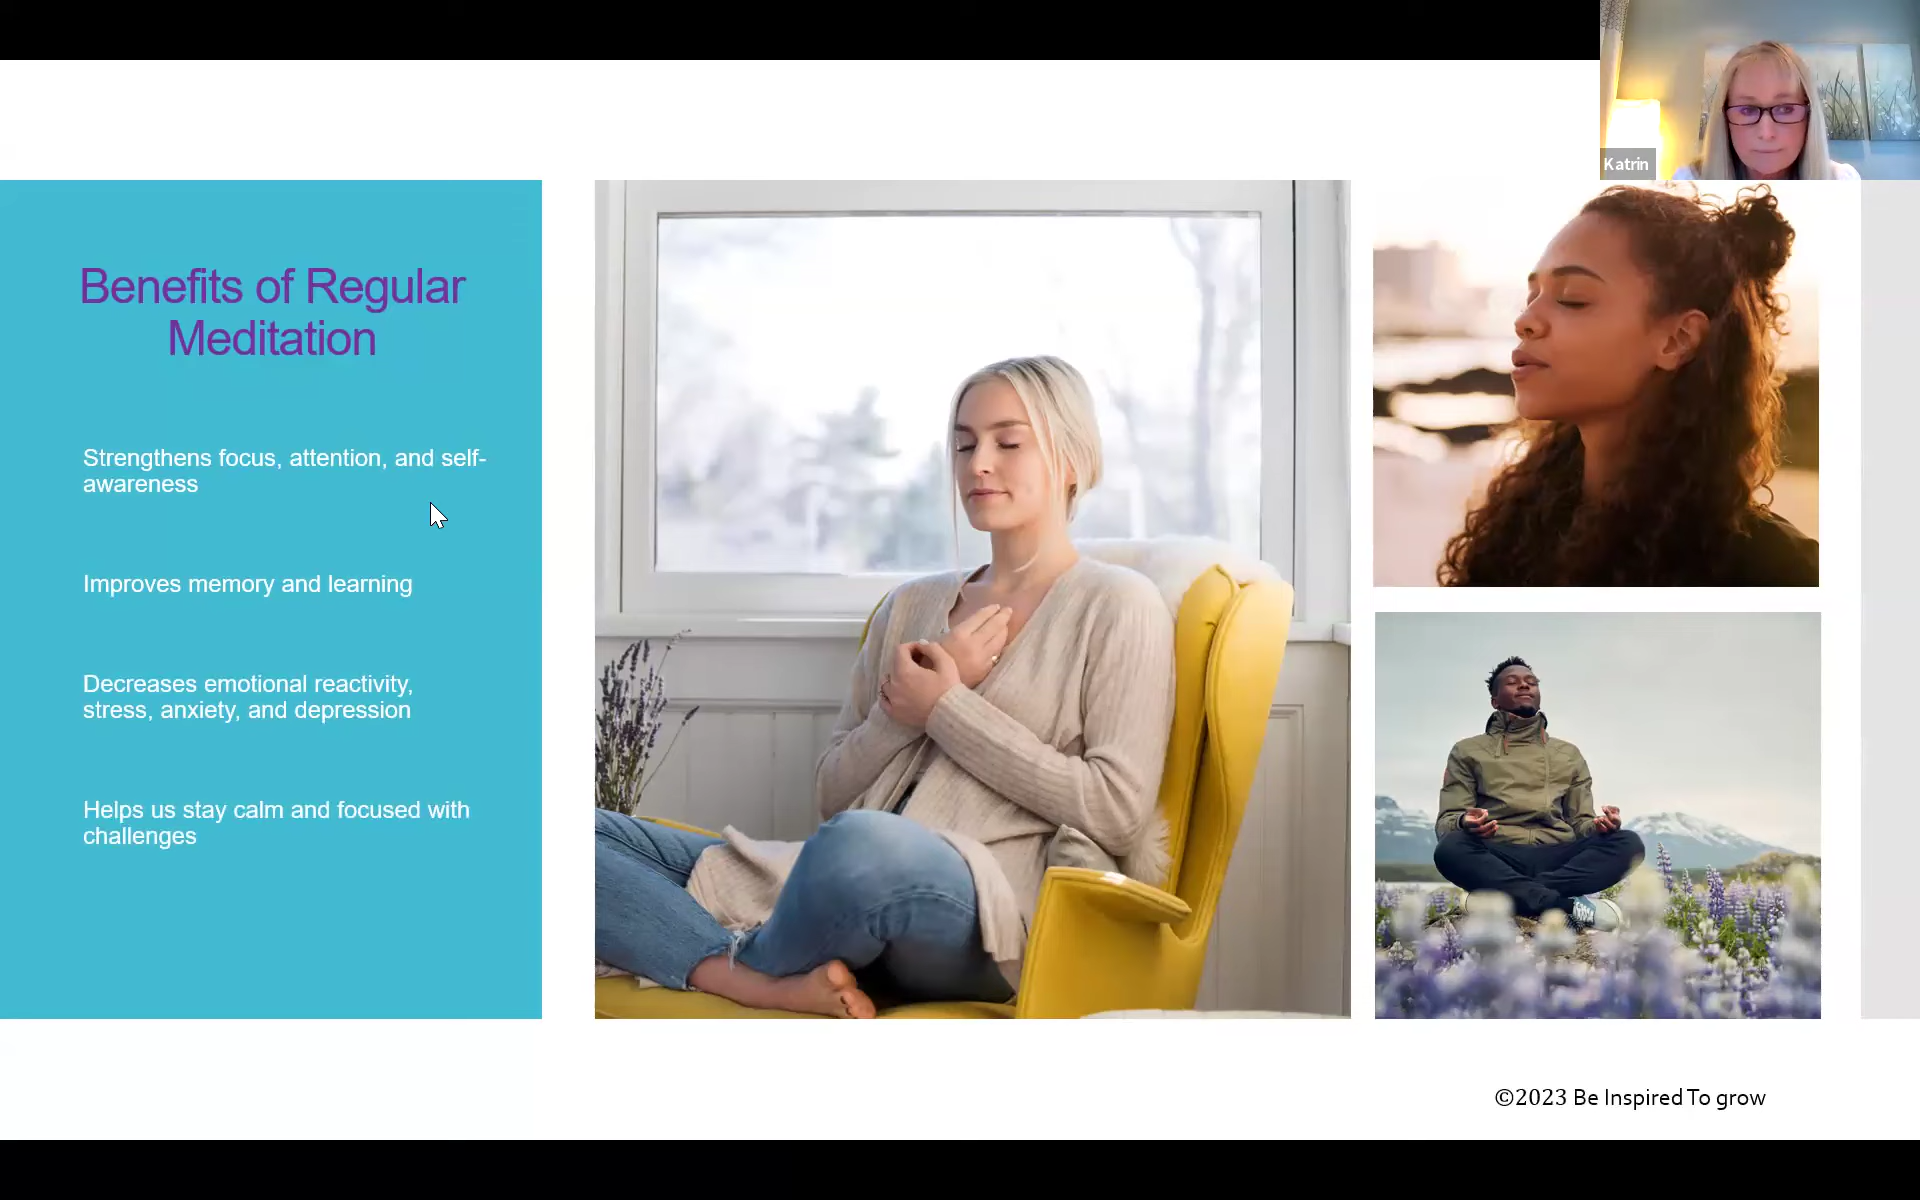 Katrin
Benefits of Regular
Meditation
Strengthens focus, attention, and self-
awareness
Improves memory and learning
Decreases emotional reactivity,
stress, anxiety, and depression
Helps us stay calm and focused with
challenges
©2023 Be Inspired To grow